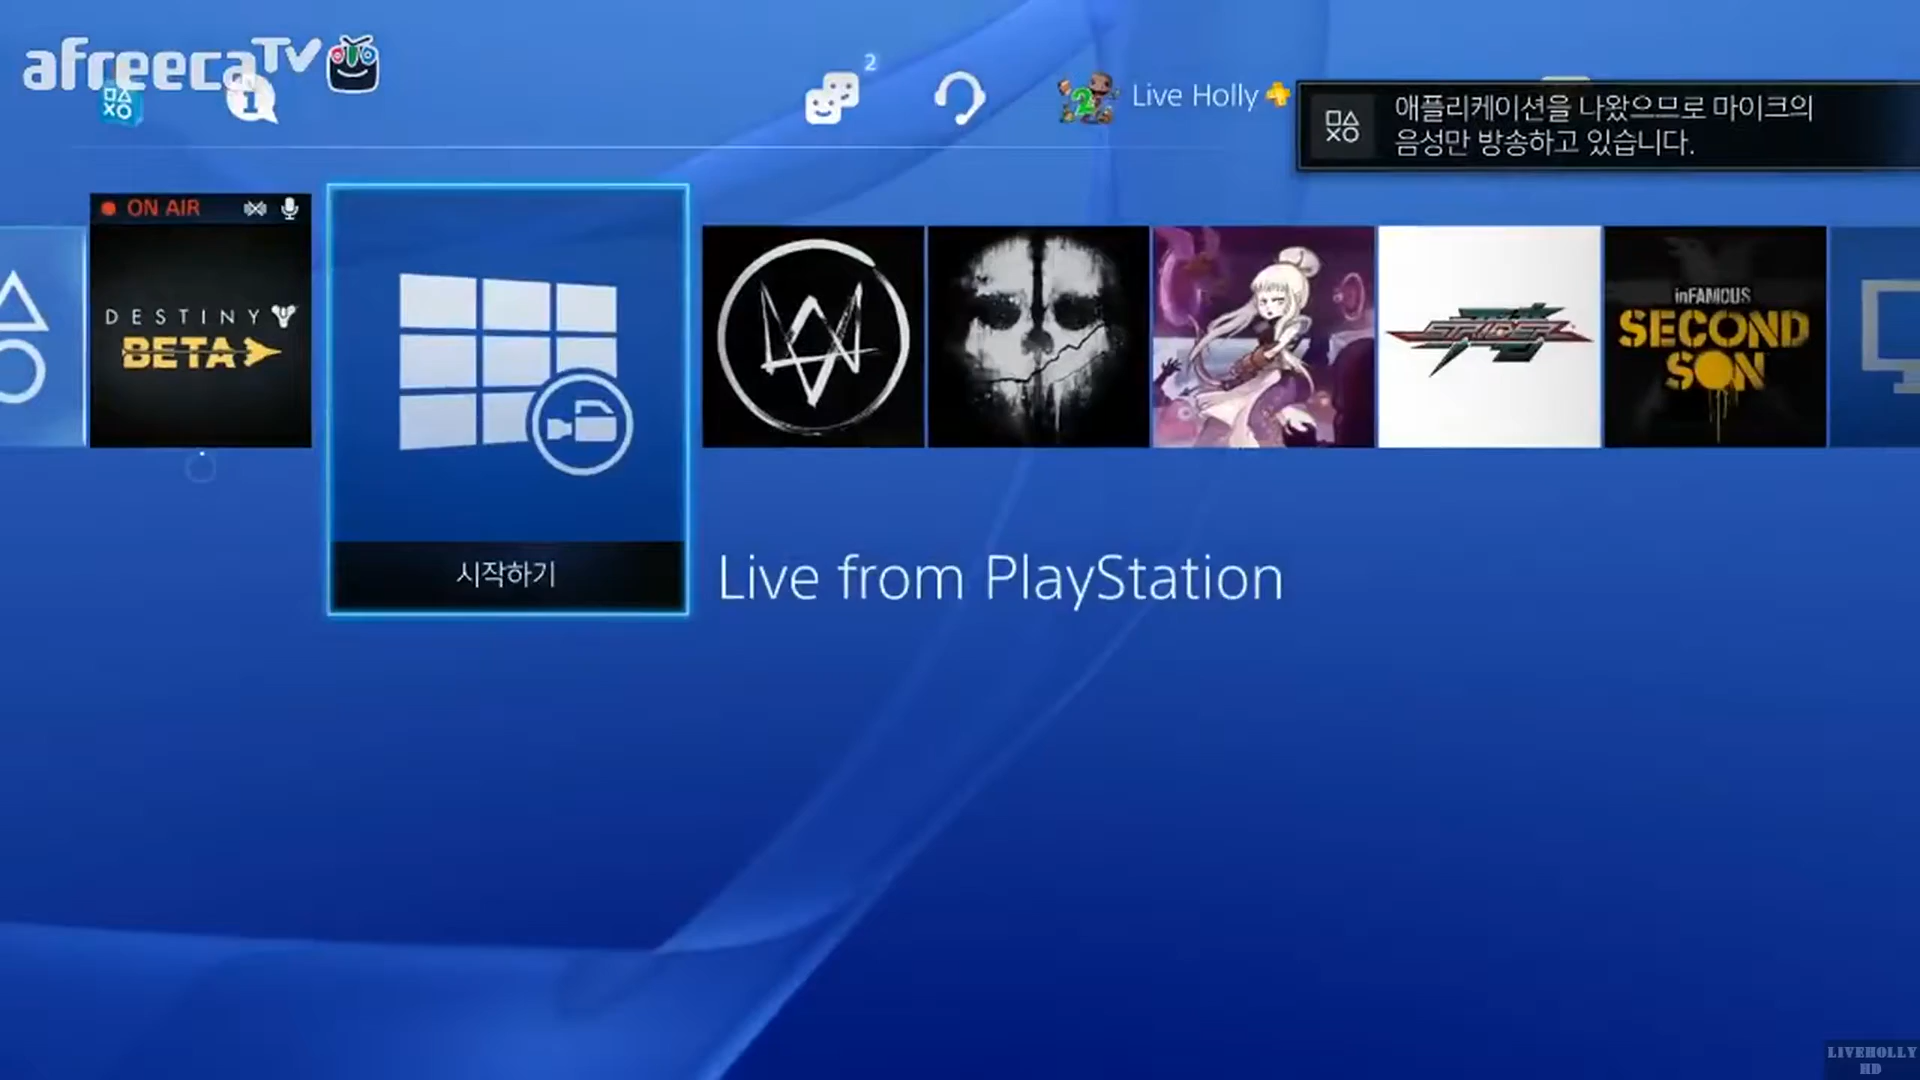 afreecaTV
2
Live Holly
애플리케이션을 나왔으므로 마이크의
음성만 방송하고 있습니다.
ON AIR
DESTINY
BETA
STRIDER
inFAMOUS
SECOND
SON
시작하기
Live from PlayStation
LIVEHOLLY
HD